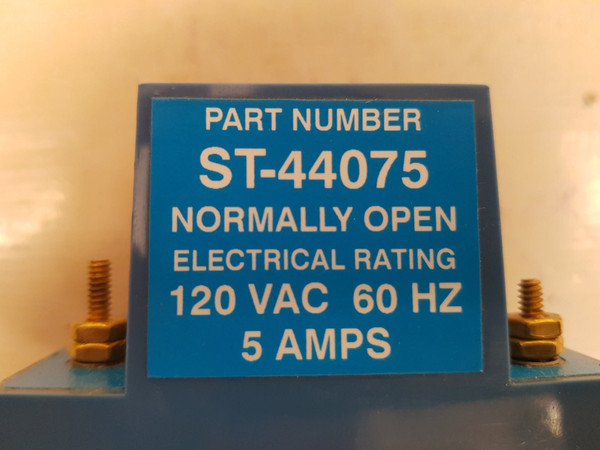 PART NUMBER
ST-44075
NORMALLY OPEN
ELECTRICAL RATING
120 VAC 60 HZ
5 AMPS